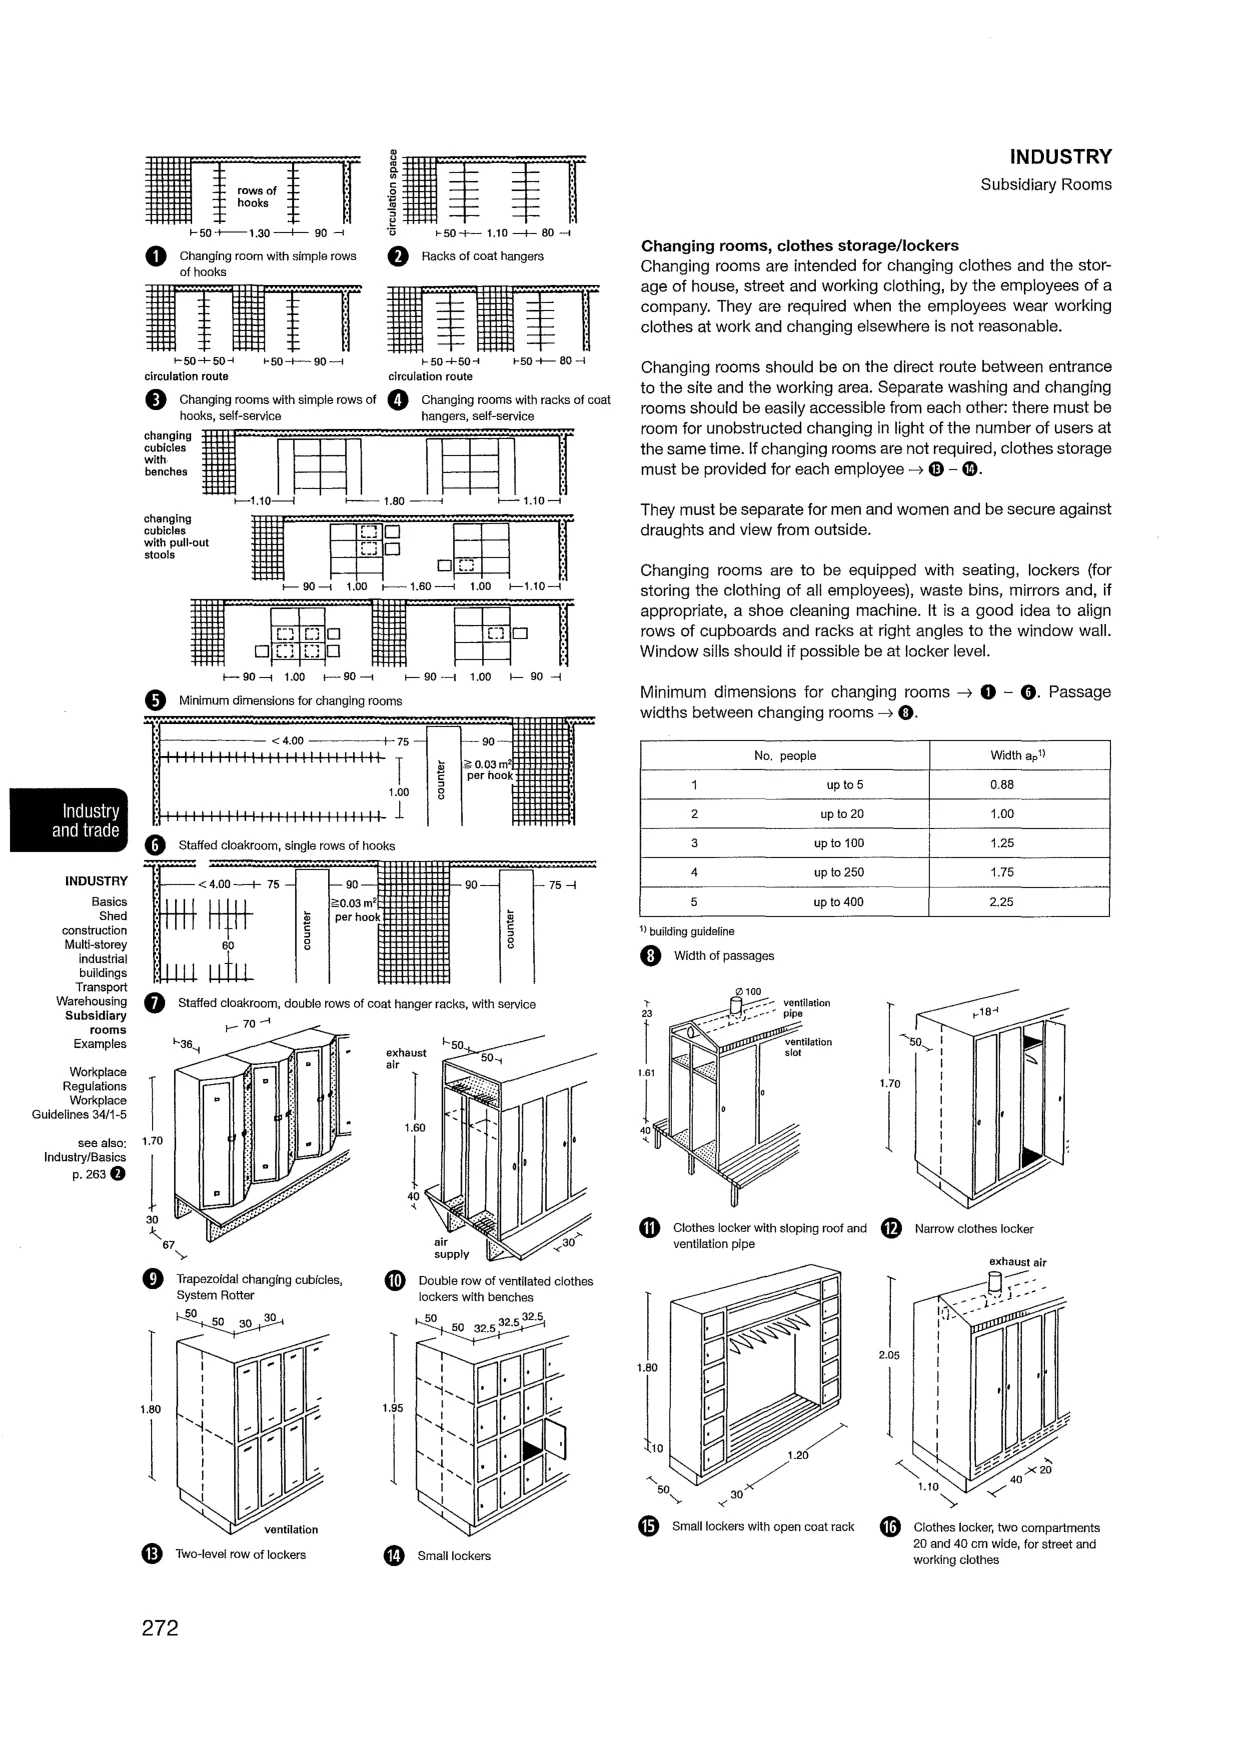 INDUSTRY
Subsidiary Rooms
rows of
hooks
50 1.30 90
❶ Changing room with simple rows
of hooks
circulation space
50 1.10 80
❷ Racks of coat hangers
50 50 50 90
circulation route
❸ Changing rooms with simple rows of
hooks, self-service
50 50 50 80
circulation route
❹ Changing rooms with racks of coat
hangers, self-service
changing
cubicles
with
benches
1.10 1.80 1.10
changing
cubicles
with pull-out
stools
90 1.00 1.60 1.00 1.10
90 1.00 90 90 1.00 90
❺ Minimum dimensions for changing rooms
< 4.00 75 90
≧ 0.03 m²
per hook
1.00
counter
❻ Staffed cloakroom, single rows of hooks
< 4.00 75 90 90 75
≧0.03 m²
per hook
60
counter
counter
❼ Staffed cloakroom, double rows of coat hanger racks, with service
70
36
1.70
30
67
❾ Trapezoidal changing cubicles,
System Rotter
exhaust
air
50
50
1.60
40
air
supply
30
❿ Double row of ventilated clothes
lockers with benches
50 50 30 30
1.80
ventilation
⓭ Two-level row of lockers
50 50 32.5 32.5 32.5
1.95
⓮ Small lockers
Industry
and trade
INDUSTRY
Basics
Shed
construction
Multi-storey
industrial
buildings
Transport
Warehousing
Subsidiary
rooms
Examples
Workplace
Regulations
Workplace
Guidelines 34/1-5
see also:
Industry/Basics
p. 263 ❷
Changing rooms, clothes storage/lockers
Changing rooms are intended for changing clothes and the stor-
age of house, street and working clothing, by the employees of a
company. They are required when the employees wear working
clothes at work and changing elsewhere is not reasonable.
Changing rooms should be on the direct route between entrance
to the site and the working area. Separate washing and changing
rooms should be easily accessible from each other: there must be
room for unobstructed changing in light of the number of users at
the same time. If changing rooms are not required, clothes storage
must be provided for each employee → ⓭ – ⓮.
They must be separate for men and women and be secure against
draughts and view from outside.
Changing rooms are to be equipped with seating, lockers (for
storing the clothing of all employees), waste bins, mirrors and, if
appropriate, a shoe cleaning machine. It is a good idea to align
rows of cupboards and racks at right angles to the window wall.
Window sills should if possible be at locker level.
Minimum dimensions for changing rooms → ❶ – ❻. Passage
widths between changing rooms → ❽.
No. people Width aP¹⁾
1 up to 5 0.88
2 up to 20 1.00
3 up to 100 1.25
4 up to 250 1.75
5 up to 400 2.25
¹⁾ building guideline
❽ Width of passages
Ø 100
ventilation
pipe
ventilation
slot
23
1.61
40
⓫ Clothes locker with sloping roof and
ventilation pipe
18
50
1.70
⓬ Narrow clothes locker
1.80
10
50
30
1.20
⓯ Small lockers with open coat rack
exhaust air
2.05
1.10
40
20
⓰ Clothes locker, two compartments
20 and 40 cm wide, for street and
working clothes
272